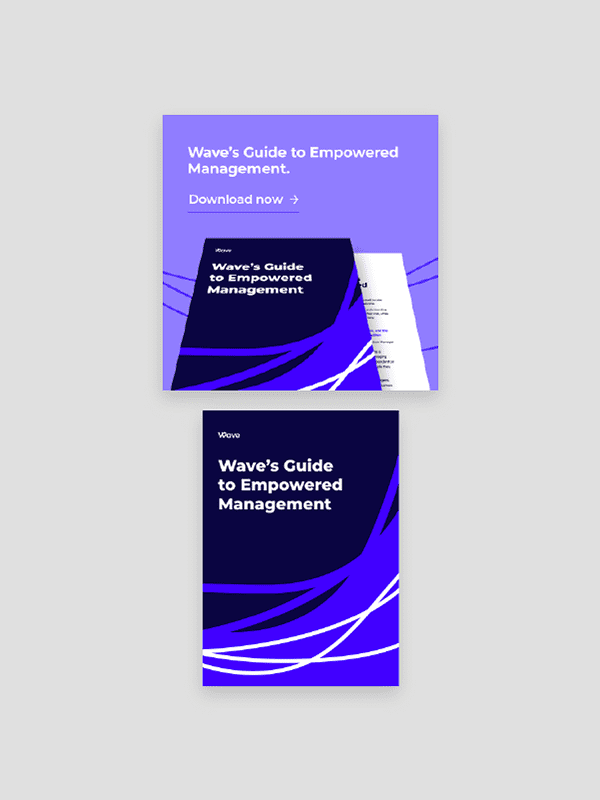 Wave's Guide to Empowered
Management.
Download now →
Wave
Wave's Guide
to Empowered
Management
Wave
Wave's Guide
to Empowered
Management